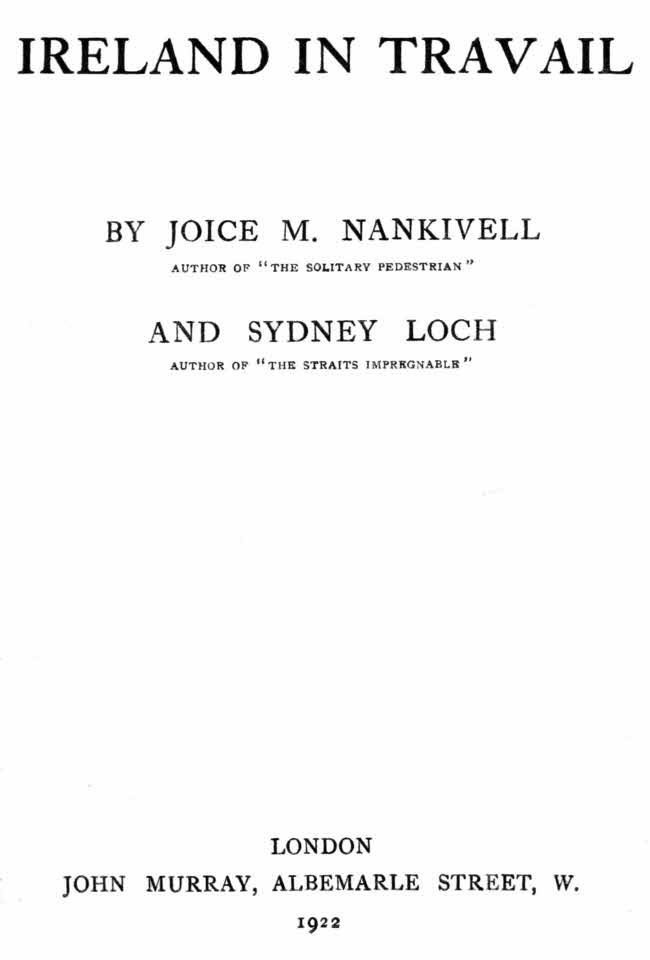 IRELAND IN TRAVAIL
BY JOICE M. NANKIVELL
AUTHOR OF "THE SOLITARY PEDESTRIAN"
AND SYDNEY LOCH
AUTHOR OF "THE STRAITS IMPREGNABLE"
LONDON
JOHN MURRAY, ALBEMARLE STREET, W.
1922